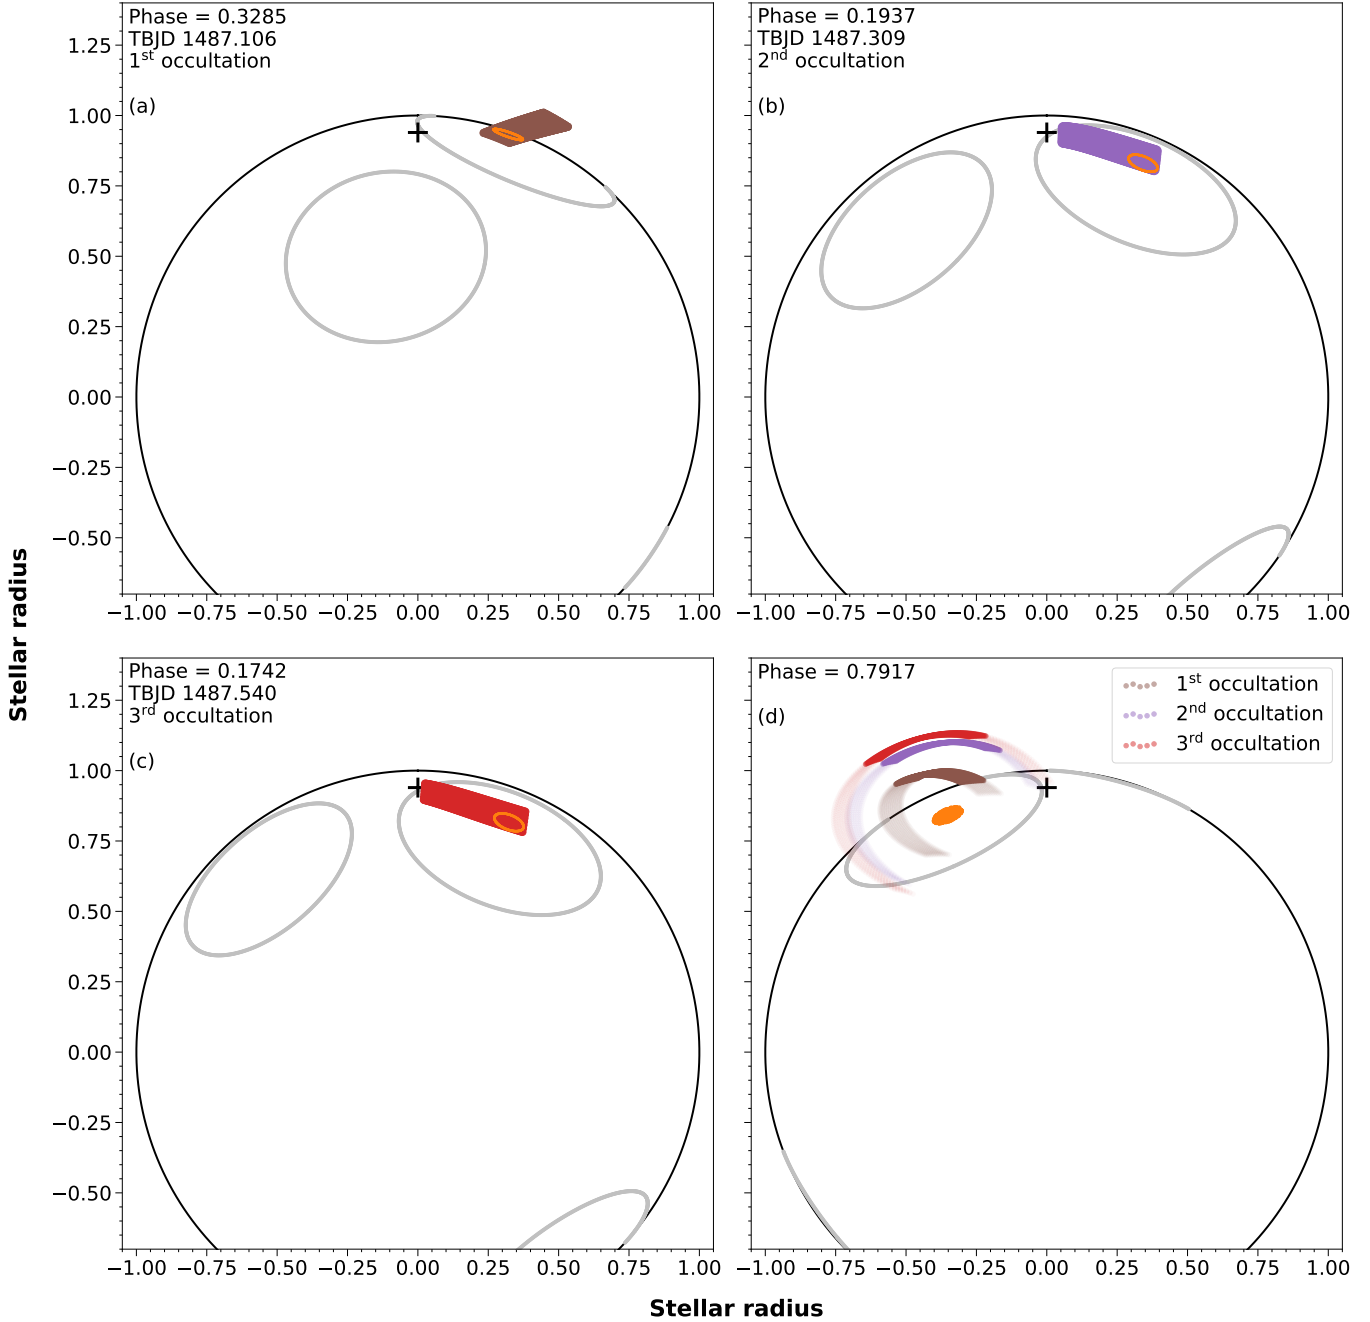 Phase = 0.3285
TBJD 1487.106
1st occultation
(a)
1.25
1.00
0.75
0.50
0.25
0.00
−0.25
−0.50
−1.00 −0.75 −0.50 −0.25 0.00 0.25 0.50 0.75 1.00
Phase = 0.1937
TBJD 1487.309
2nd occultation
(b)
−1.00 −0.75 −0.50 −0.25 0.00 0.25 0.50 0.75 1.00
Phase = 0.1742
TBJD 1487.540
3rd occultation
(c)
1.25
1.00
0.75
0.50
0.25
0.00
−0.25
−0.50
−1.00 −0.75 −0.50 −0.25 0.00 0.25 0.50 0.75 1.00
Phase = 0.7917
(d)
1st occultation
2nd occultation
3rd occultation
−1.00 −0.75 −0.50 −0.25 0.00 0.25 0.50 0.75 1.00
Stellar radius
Stellar radius